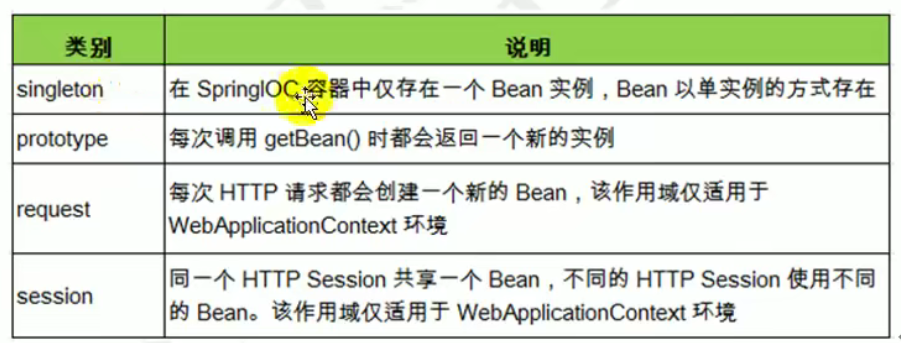 类别 说明
singleton 在 SpringIOC 容器中仅存在一个 Bean 实例，Bean 以单实例的方式存在
prototype 每次调用 getBean() 时都会返回一个新的实例
request 每次 HTTP 请求都会创建一个新的 Bean，该作用域仅适用于
WebApplicationContext 环境
session 同一个 HTTP Session 共享一个 Bean，不同的 HTTP Session 使用不同
的 Bean。该作用域仅适用于 WebApplicationContext 环境